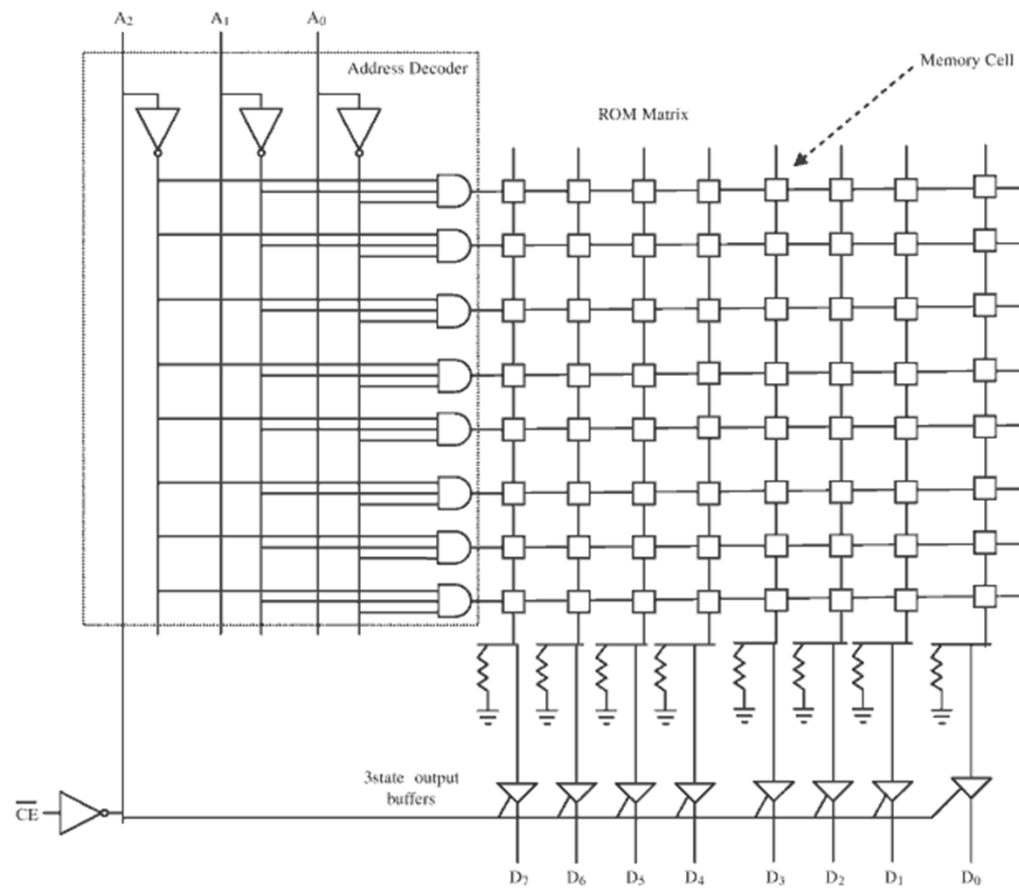 A₂ A₁ A₀
Address Decoder
Memory Cell
ROM Matrix
3state output
buffers
C̅E̅
D₇ D₆ D₅ D₄ D₃ D₂ D₁ D₀